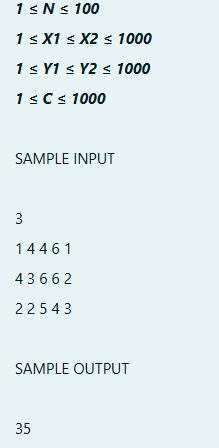 1 ≤ N ≤ 100
1 ≤ X1 ≤ X2 ≤ 1000
1 ≤ Y1 ≤ Y2 ≤ 1000
1 ≤ C ≤ 1000
SAMPLE INPUT
3
1 4 4 6 1
4 3 6 6 2
2 2 5 4 3
SAMPLE OUTPUT
35